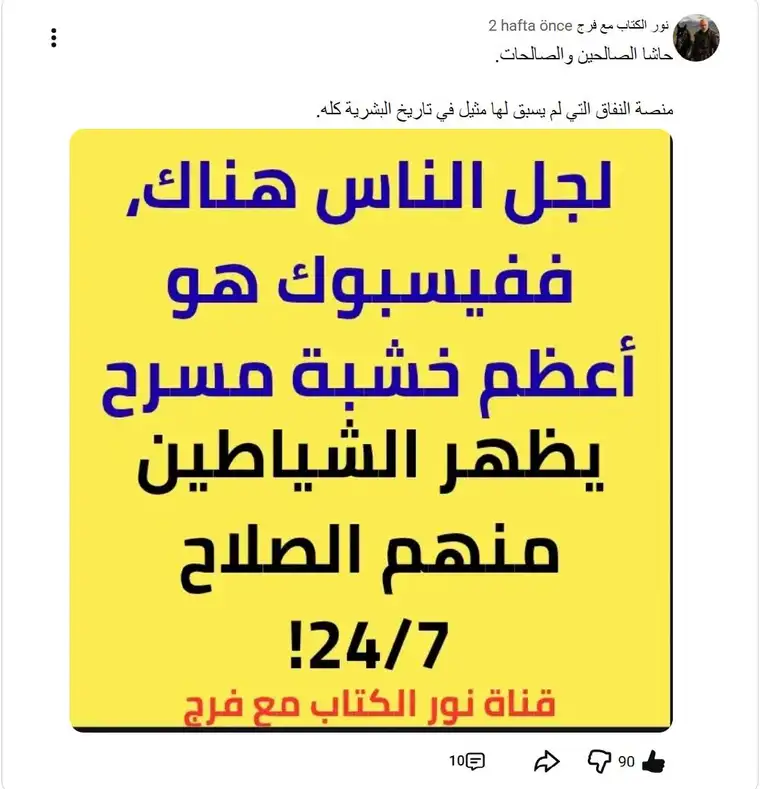 نور الكتاب مع فرج 2 hafta önce
حاشا الصالحين والصالحات.
منصة النفاق التي لم يسبق لها مثيل في تاريخ البشرية كله.
لجل الناس هناك,
ففيسبوك هو
أعظم خشبة مسرح
يظهر الشياطين
منهم الصلاح
24/7!
قناة نور الكتاب مع فرج
90 10